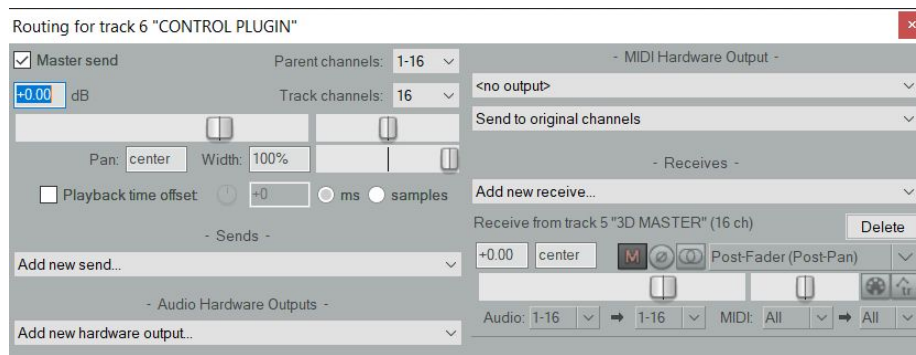 Routing for track 6 "CONTROL PLUGIN"
Master send
Parent channels: 1-16
+0.00 dB
Track channels: 16
Pan: center Width: 100%
Playback time offset: +0 ms samples
- Sends -
Add new send...
- Audio Hardware Outputs -
Add new hardware output...
- MIDI Hardware Output -
<no output>
Send to original channels
- Receives -
Add new receive...
Receive from track 5 "3D MASTER" (16 ch) Delete
+0.00 center M Post-Fader (Post-Pan)
Audio: 1-16 1-16 MIDI: All All